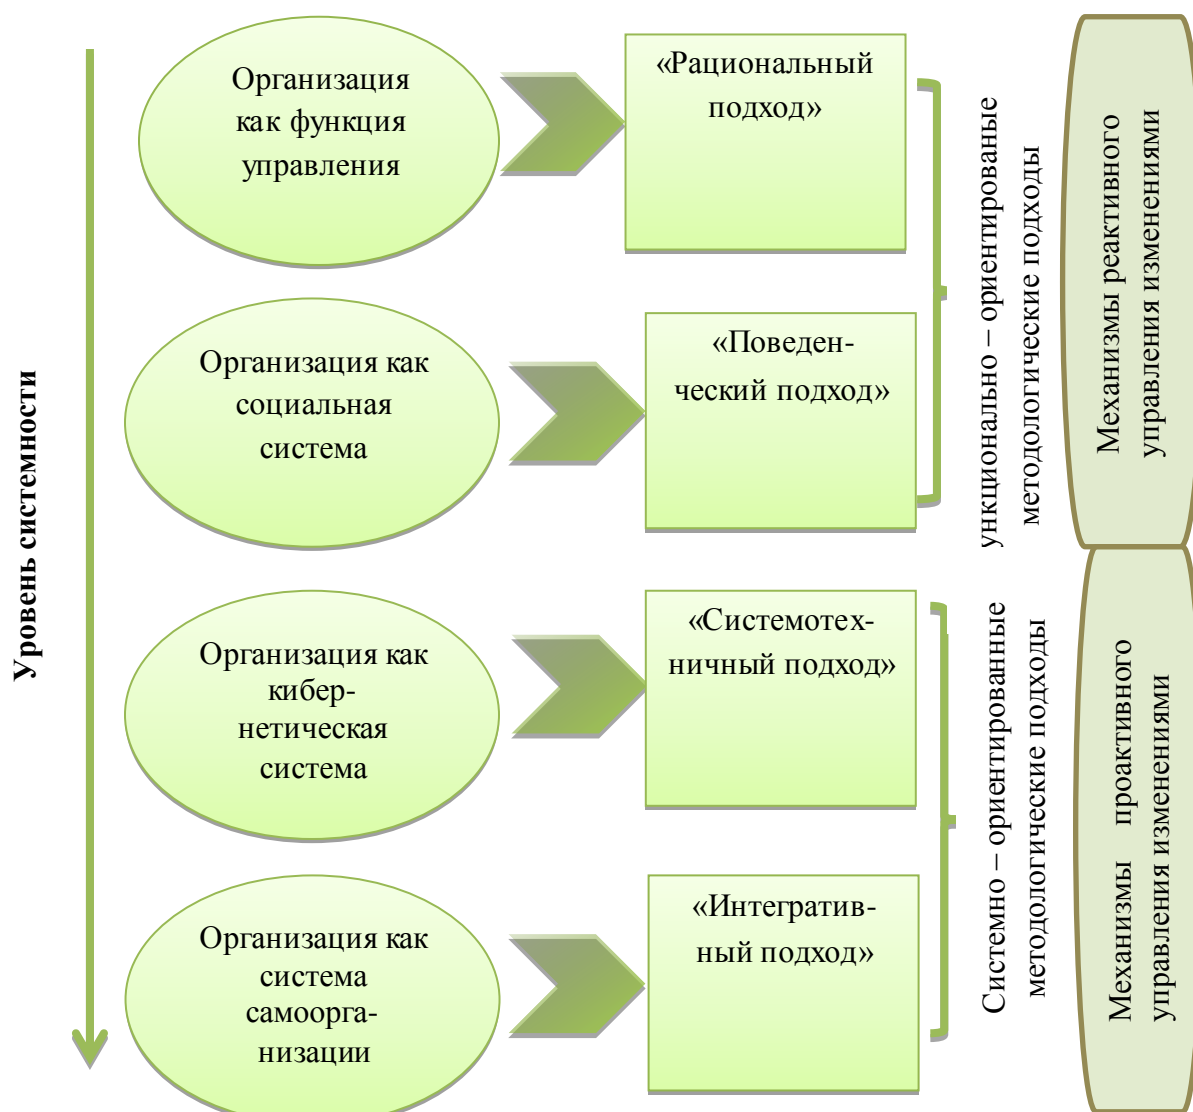 Уровень системности
Организация
как функция
управления
«Рациональный
подход»
Организация как
социальная
система
«Поведен-
ческий подход»
ункционально – ориентированые
методологические подходы
Механизмы реактивного
управления изменениями
Организация как
кибер-
нетическая
система
«Системотех-
ничный подход»
Организация как
система
самоорга-
низации
«Интегратив-
ный подход»
Системно – ориентированные
методологические подходы
Механизмы проактивного
управления изменениями